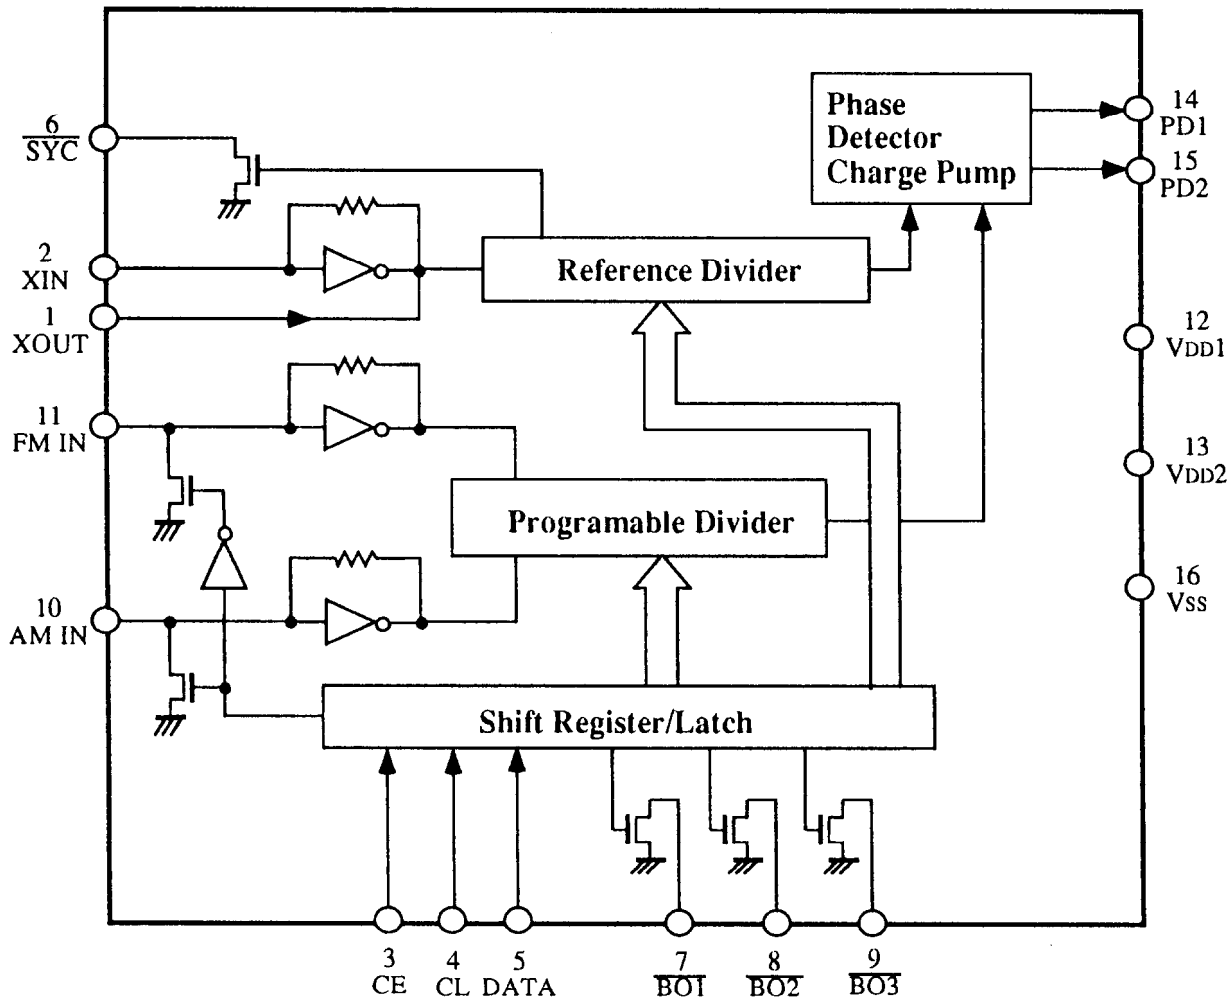 6
SYC
2
XIN
1
XOUT
11
FM IN
10
AM IN
Phase
Detector
Charge Pump
Reference Divider
Programable Divider
Shift Register/Latch
14
PD1
15
PD2
12
VDD1
13
VDD2
16
VSS
3
CE
4
CL
5
DATA
7
BO1
8
BO2
9
BO3